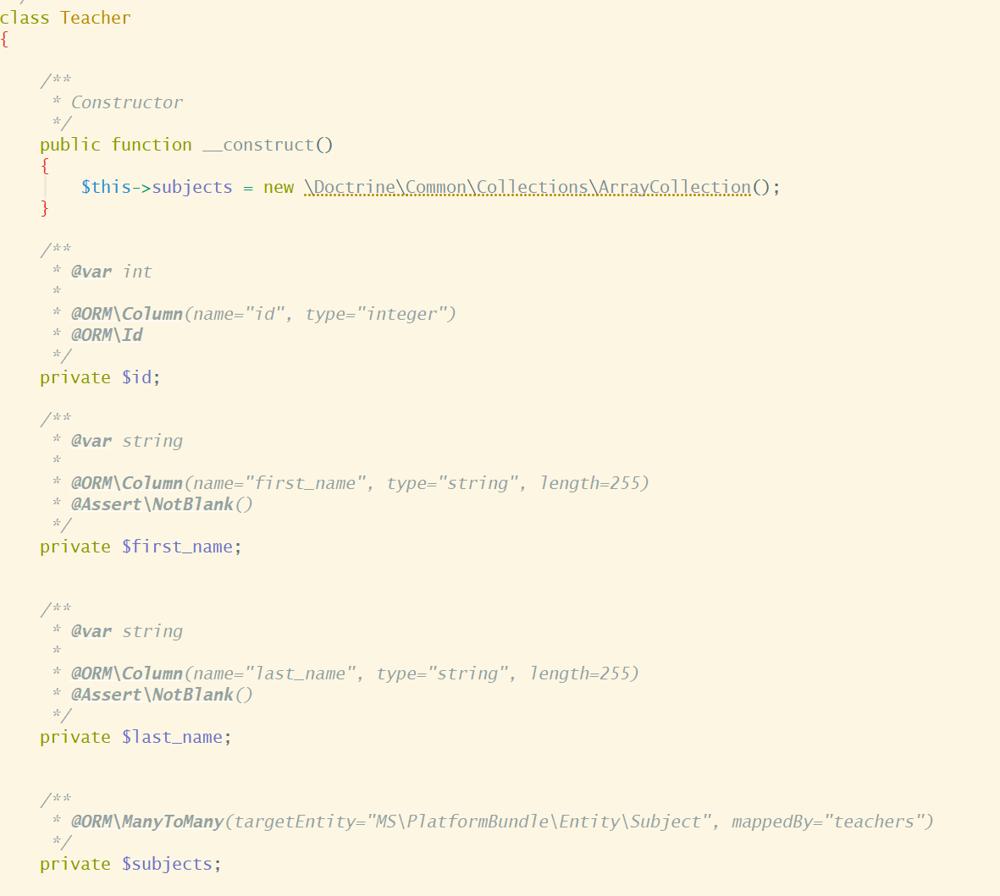 */
class Teacher
{
/**
* Constructor
*/
public function __construct()
{
$this->subjects = new \Doctrine\Common\Collections\ArrayCollection();
}
/**
* @var int
*
* @ORM\Column(name="id", type="integer")
* @ORM\Id
*/
private $id;
/**
* @var string
*
* @ORM\Column(name="first_name", type="string", length=255)
* @Assert\NotBlank()
*/
private $first_name;
/**
* @var string
*
* @ORM\Column(name="last_name", type="string", length=255)
* @Assert\NotBlank()
*/
private $last_name;
/**
* @ORM\ManyToMany(targetEntity="MS\PlatformBundle\Entity\Subject", mappedBy="teachers")
*/
private $subjects;